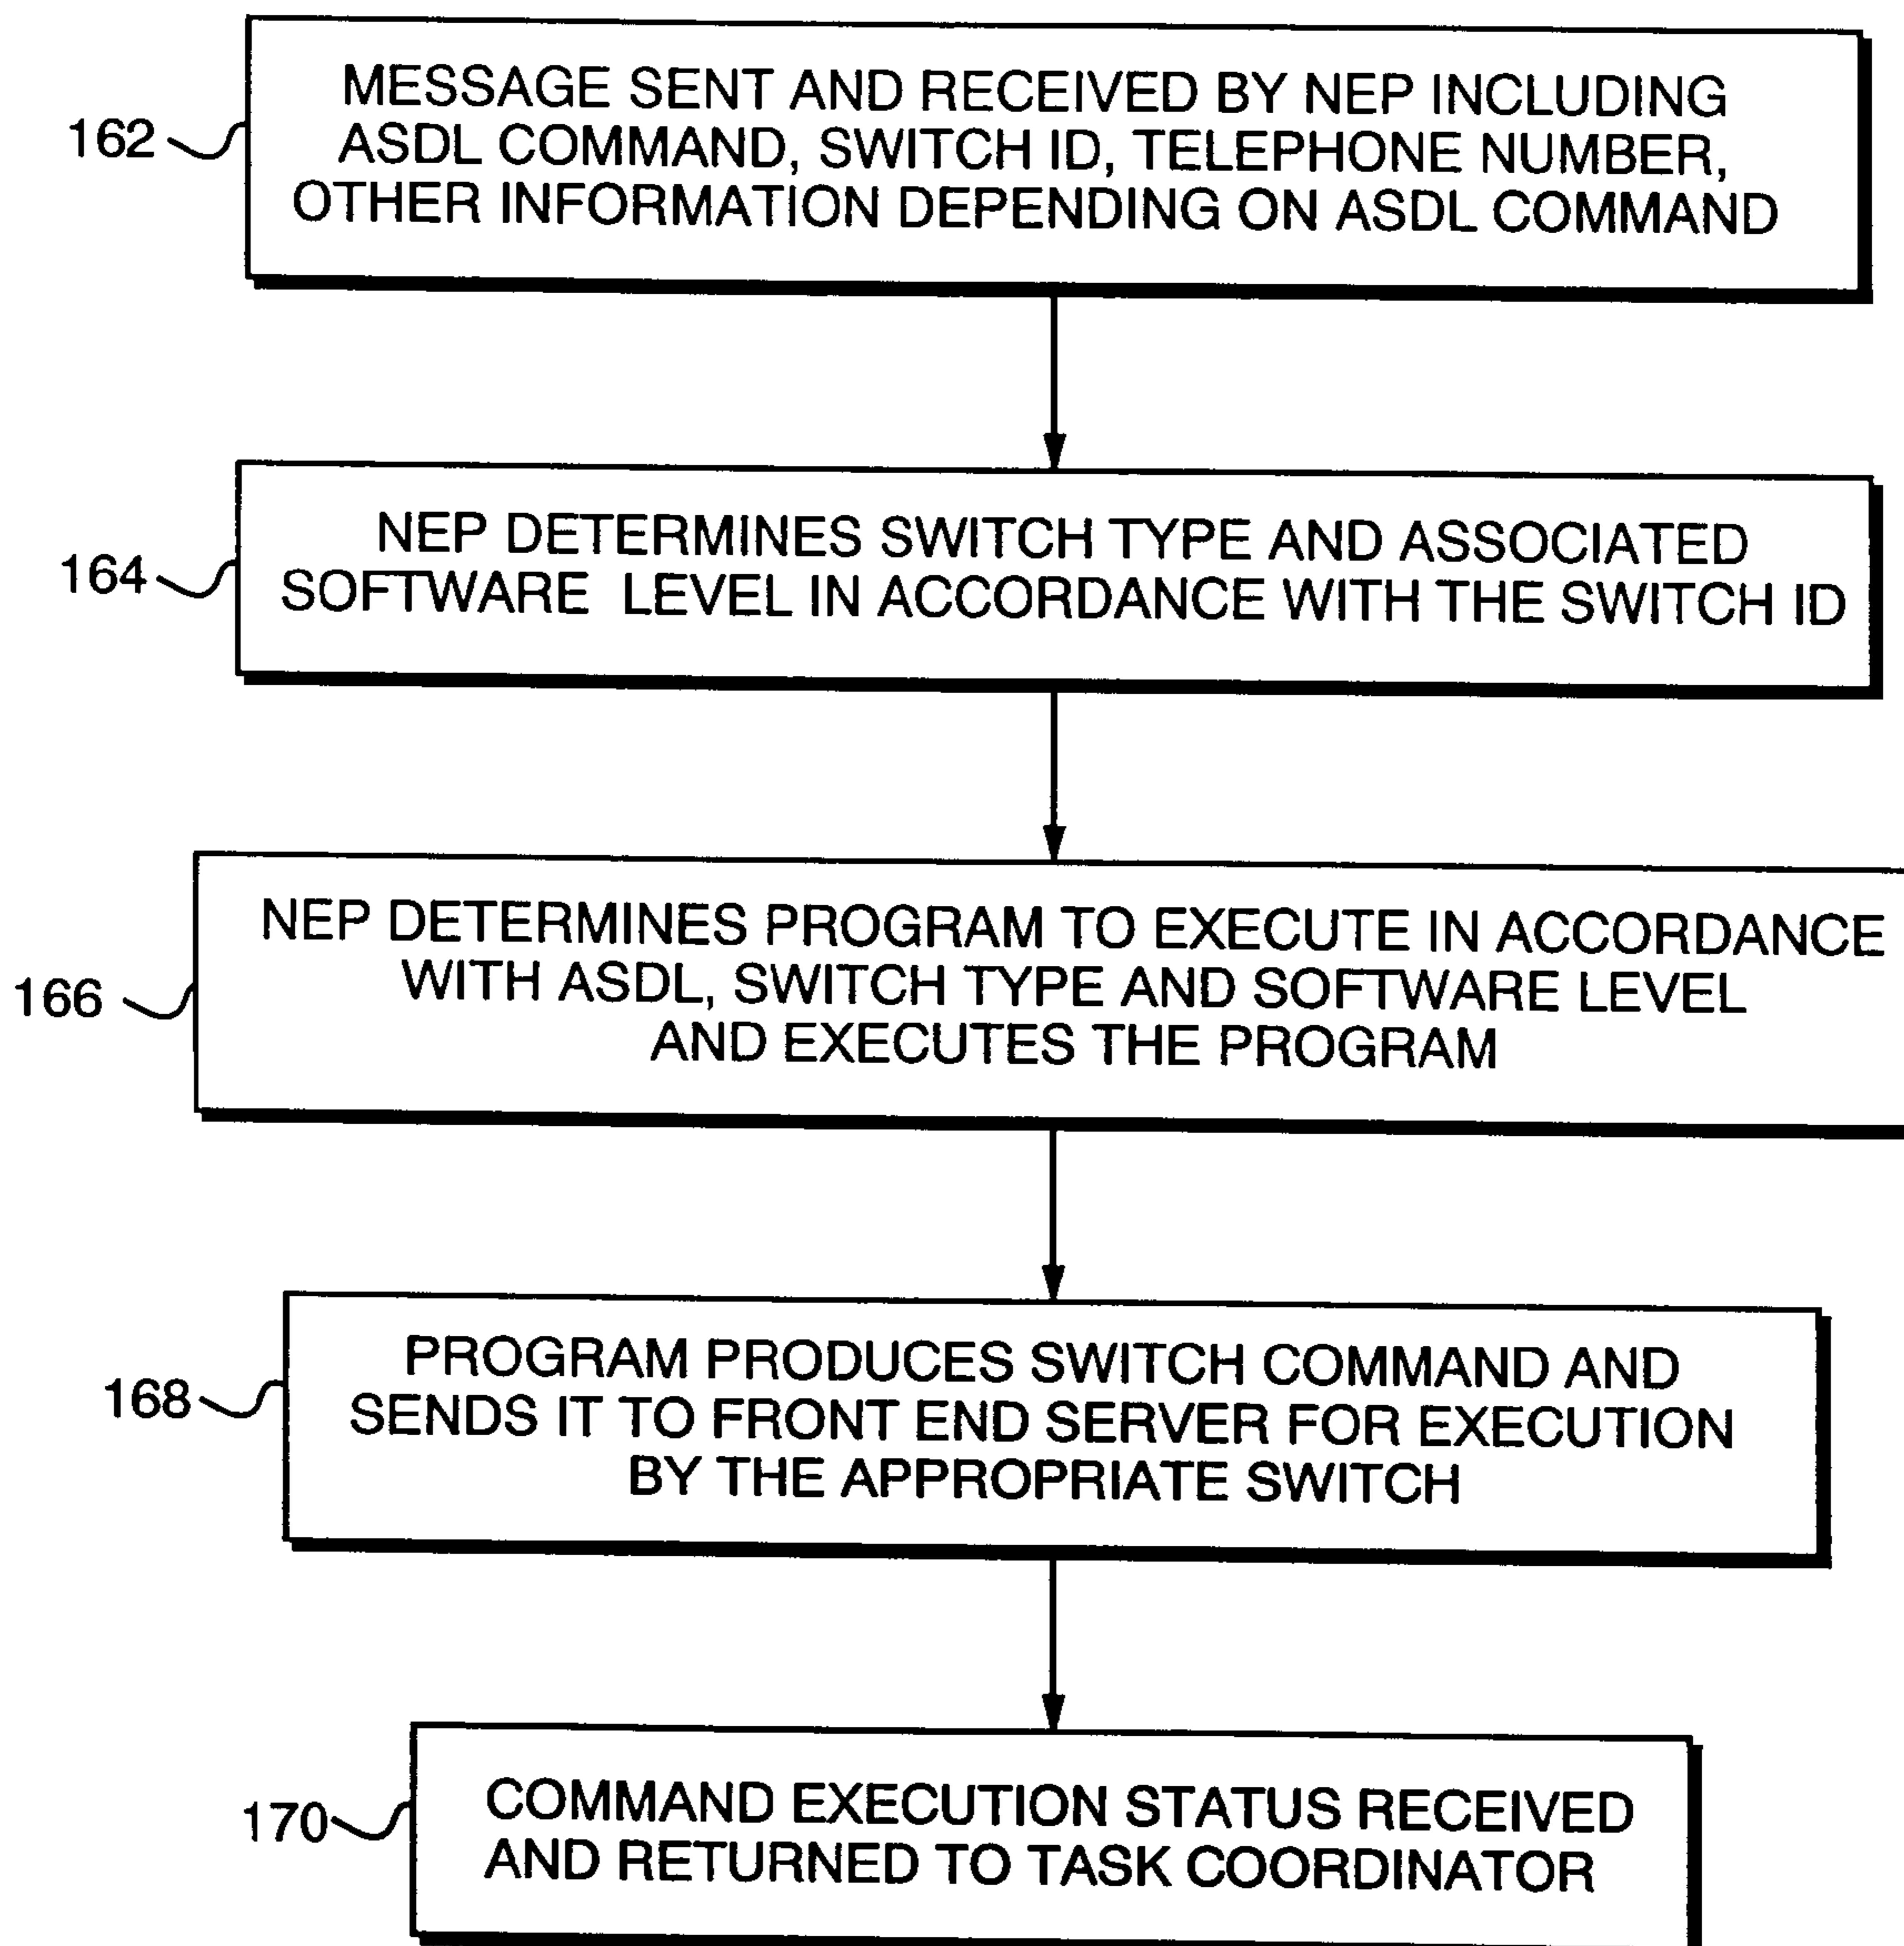 MESSAGE SENT AND RECEIVED BY NEP INCLUDING
162
ASDL COMMAND, SWITCH ID, TELEPHONE NUMBER,
OTHER INFORMATION DEPENDING ON ASDL COMMAND
NEP DETERMINES SWITCH TYPE AND ASSOCIATED
164
SOFTWARE LEVEL IN ACCORDANCE WITH THE SWITCH ID
NEP DETERMINES PROGRAM TO EXECUTE IN ACCORDANCE
166
WITH ASDL, SWITCH TYPE AND SOFTWARE LEVEL
AND EXECUTES THE PROGRAM
PROGRAM PRODUCES SWITCH COMMAND AND
168
SENDS IT TO FRONT END SERVER FOR EXECUTION
BY THE APPROPRIATE SWITCH
COMMAND EXECUTION STATUS RECEIVED
170
AND RETURNED TO TASK COORDINATOR